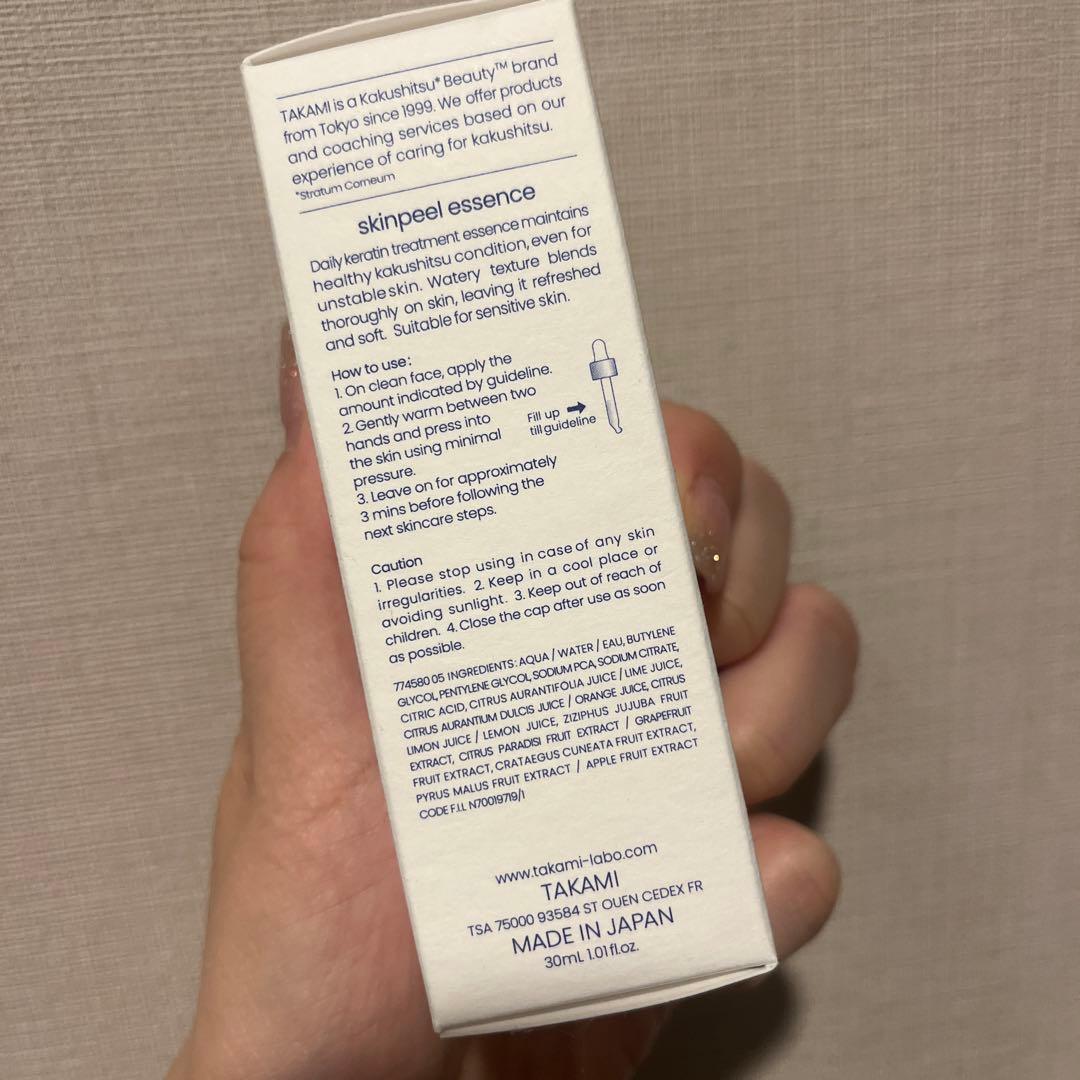 TAKAMI is a Kakushitsu* Beauty™ brand
from Tokyo since 1999. We offer products
and coaching services based on our
experience of caring for kakushitsu.
*Stratum Corneum
skinpeel essence
Daily keratin treatment essence maintains
healthy kakushitsu condition, even for
unstable skin. Watery texture blends
thoroughly on skin, leaving it refreshed
and soft. Suitable for sensitive skin.
How to use:
1. On clean face, apply the
amount indicated by guideline.
2. Gently warm between two
hands and press into
the skin using minimal
pressure.
3. Leave on for approximately
3 mins before following the
next skincare steps.
Fill up
till guideline
Caution
1. Please stop using in case of any skin
irregularities. 2. Keep in a cool place or
avoiding sunlight. 3. Keep out of reach of
children. 4. Close the cap after use as soon
as possible.
774580 05 INGREDIENTS: AQUA / WATER / EAU, BUTYLENE
GLYCOL, PENTYLENE GLYCOL, SODIUM PCA, SODIUM CITRATE,
CITRIC ACID, CITRUS AURANTIFOLIA JUICE / LIME JUICE,
CITRUS AURANTIUM DULCIS JUICE / ORANGE JUICE, CITRUS
LIMON JUICE / LEMON JUICE, ZIZIPHUS JUJUBA FRUIT
EXTRACT, CITRUS PARADISI FRUIT EXTRACT / GRAPEFRUIT
FRUIT EXTRACT, CRATAEGUS CUNEATA FRUIT EXTRACT,
PYRUS MALUS FRUIT EXTRACT / APPLE FRUIT EXTRACT
CODE F.I.L N70019719/1
www.takami-labo.com
TAKAMI
TSA 75000 93584 ST OUEN CEDEX FR
MADE IN JAPAN
30mL 1.01 fl.oz.